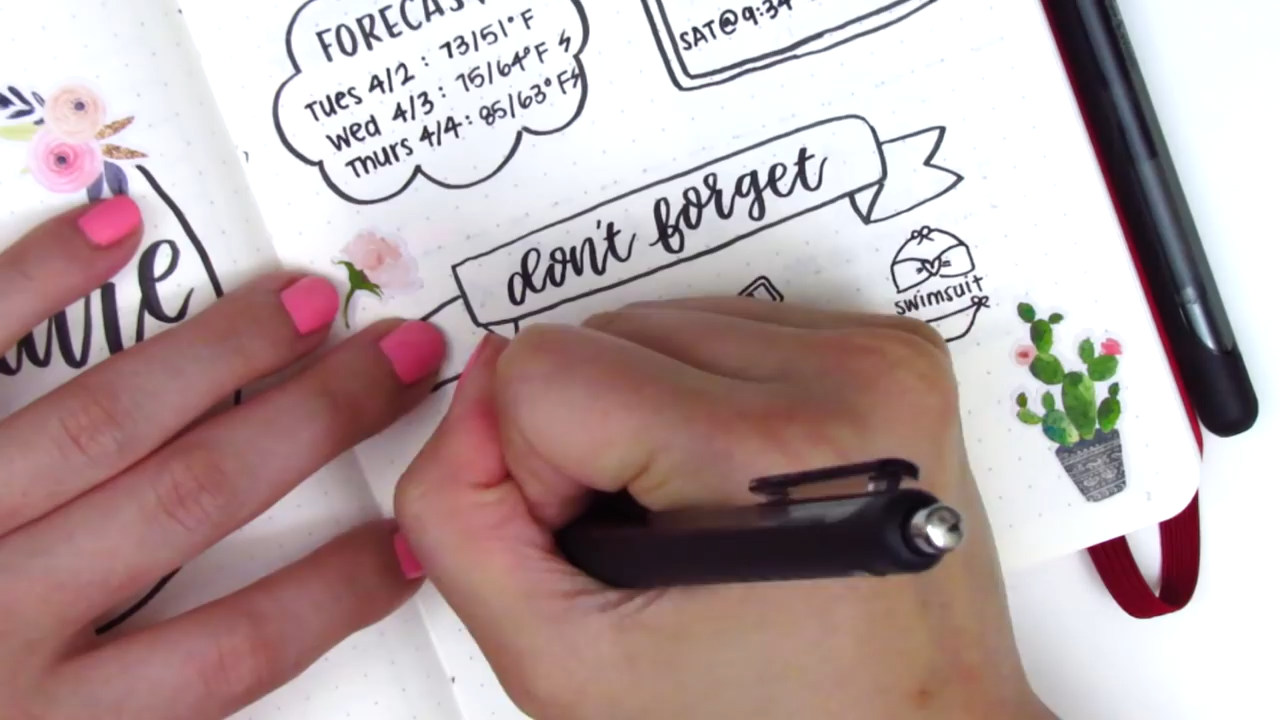 FORECAST
Tues 4/2 : 73/51°F
Wed 4/3 : 75/64°F
Thurs 4/4 : 85/63°F
SAT@9:34
don't forget
swimsuit